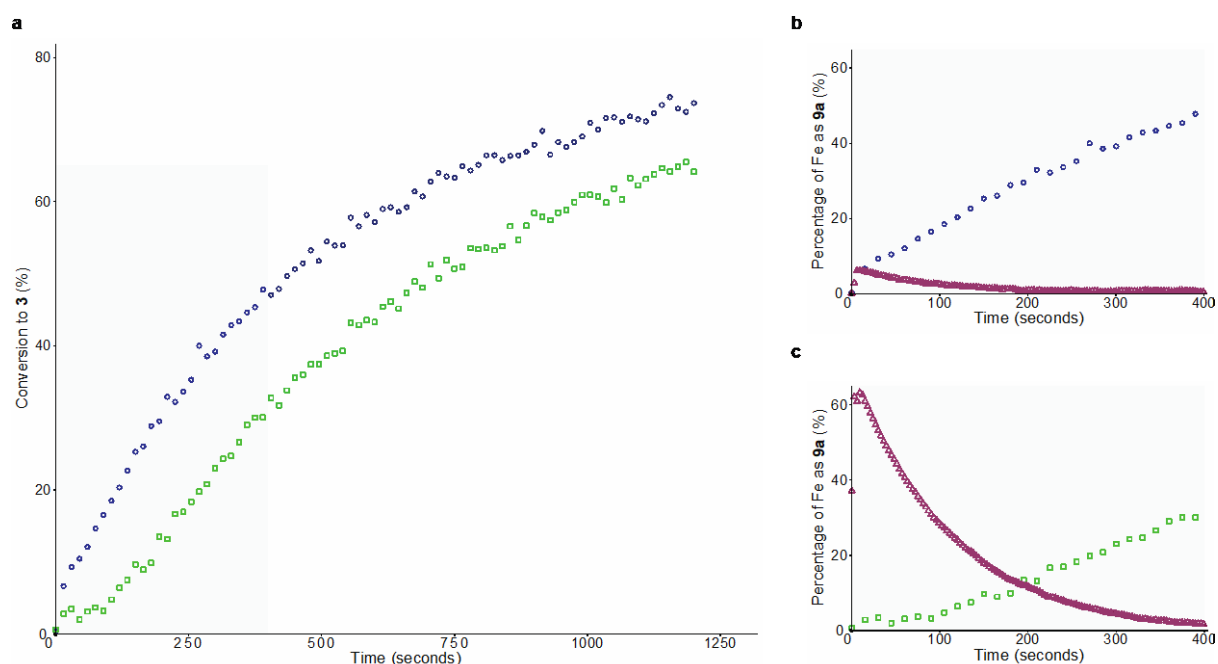 a
80
60
40
20
0
Conversion to 3 (%)
0 250 500 750 1000 1250
Time (seconds)
b
60
40
20
0
Percentage of Fe as 9a (%)
0 100 200 300 400
Time (seconds)
c
60
40
20
0
Percentage of Fe as 9a (%)
0 100 200 300 400
Time (seconds)